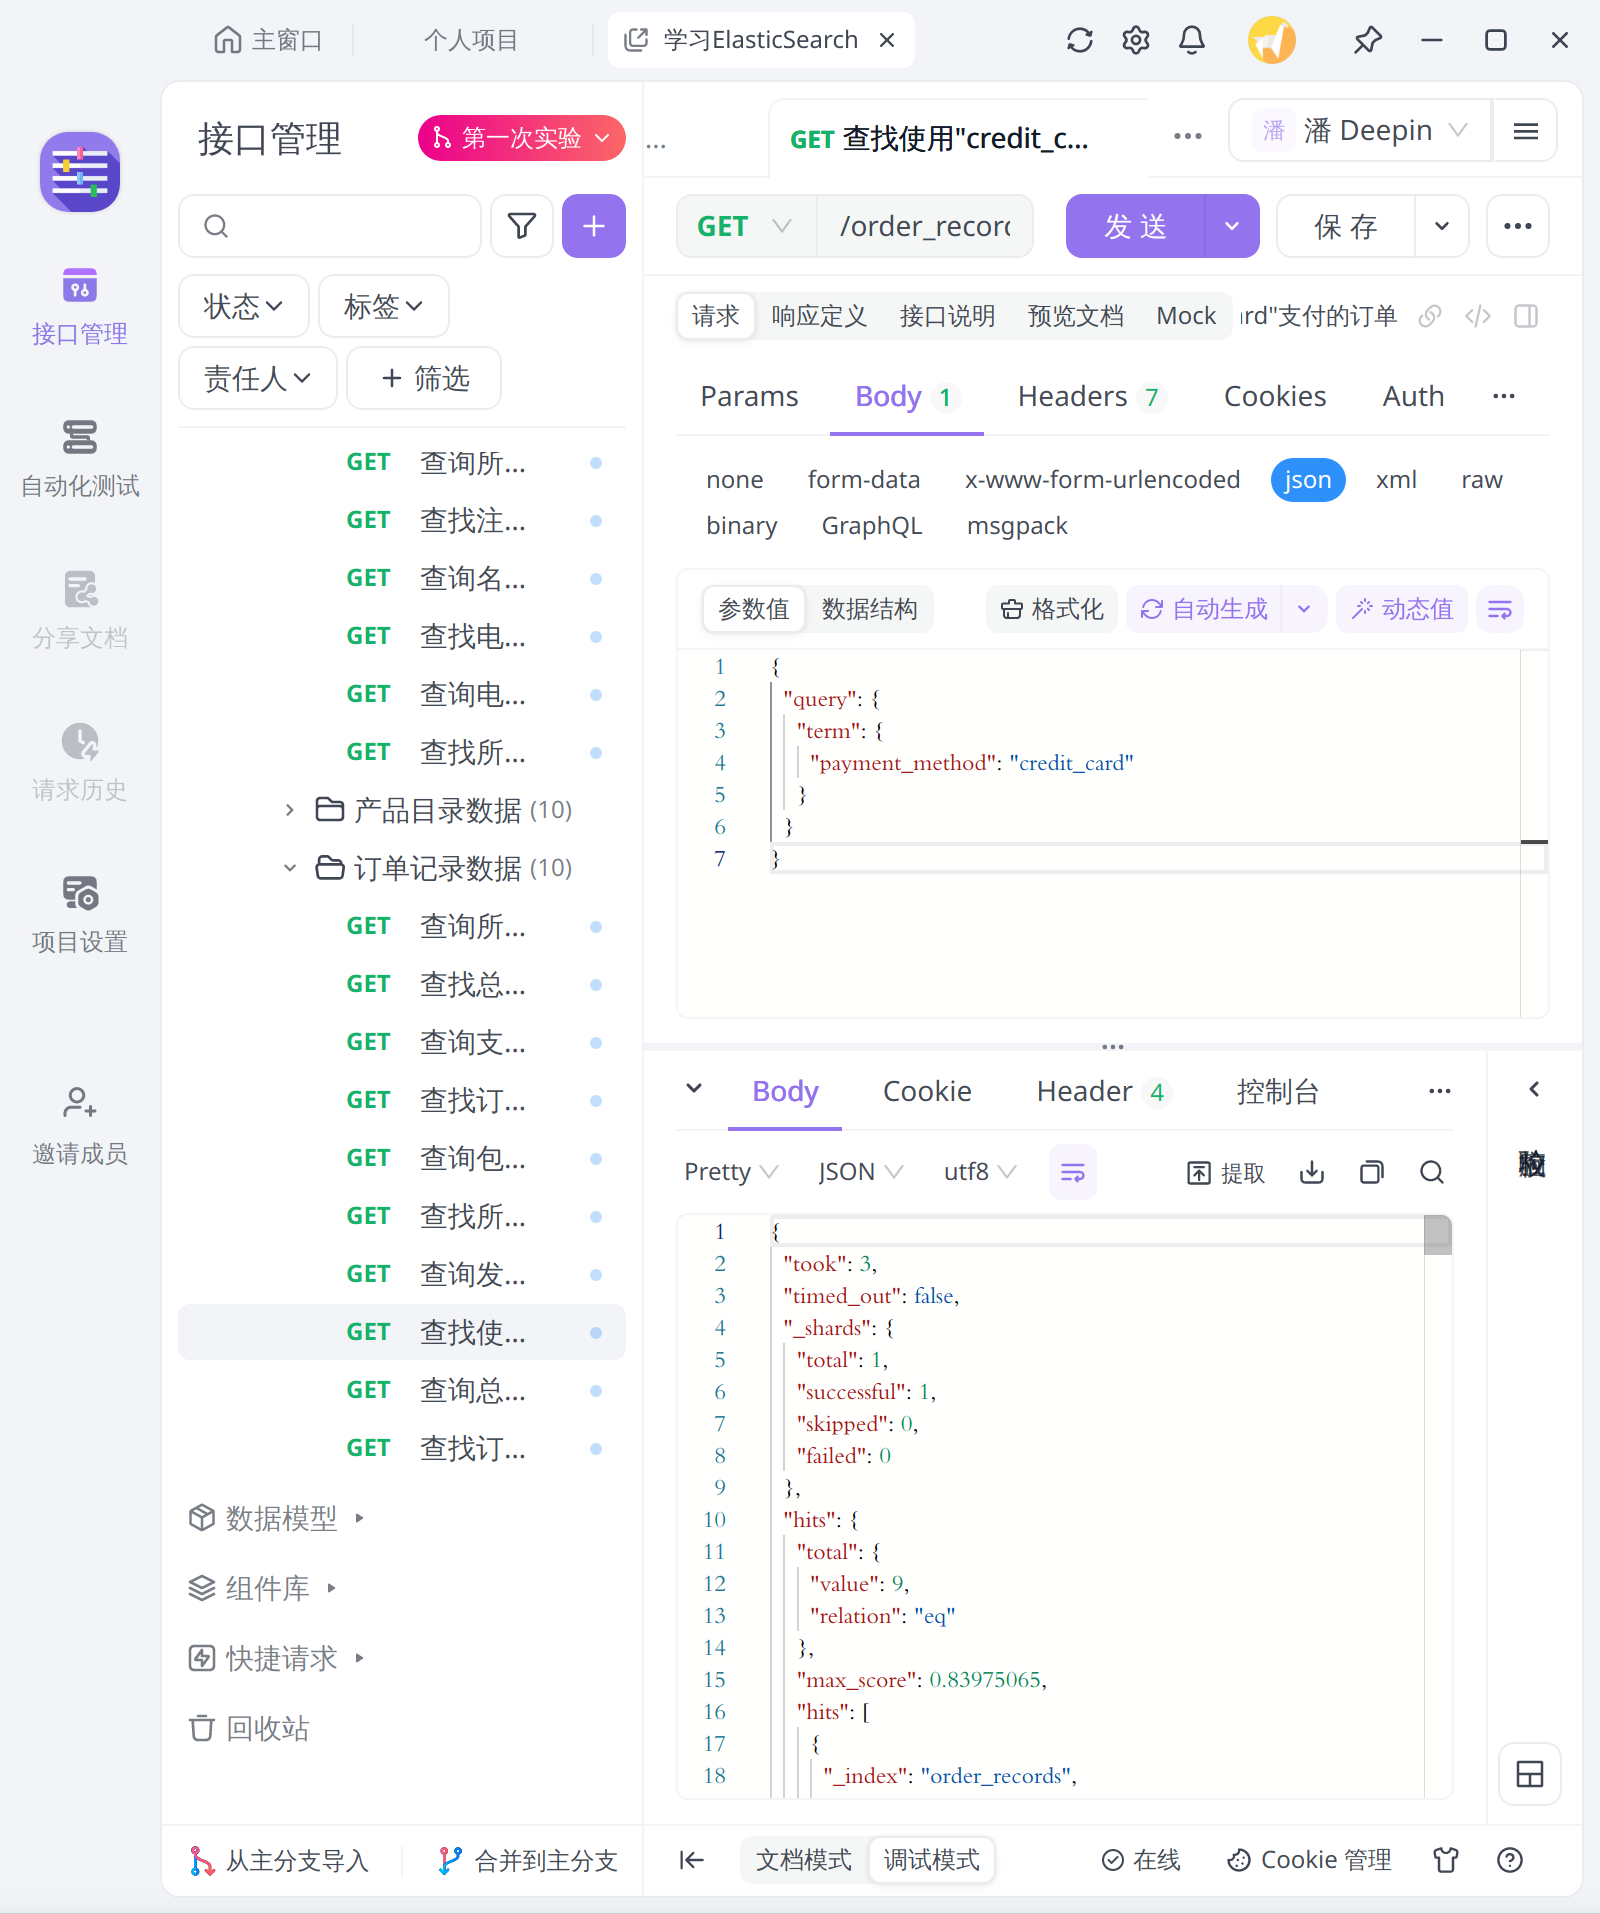 主窗口
个人项目
学习ElasticSearch
接口管理
自动化测试
分享文档
请求历史
项目设置
邀请成员
接口管理
第一次实验
状态
标签
责任人
筛选
GET 查询所...
GET 查找注...
GET 查询名...
GET 查找电...
GET 查询电...
GET 查找所...
产品目录数据 (10)
订单记录数据 (10)
GET 查询所...
GET 查找总...
GET 查询支...
GET 查找订...
GET 查询包...
GET 查找所...
GET 查询发...
GET 查找使...
GET 查询总...
GET 查找订...
数据模型
组件库
快捷请求
回收站
从主分支导入
合并到主分支
...
GET 查找使用"credit_c...
潘 潘 Deepin
GET /order_record
发 送
保 存
请求 响应定义 接口说明 预览文档 Mock rd"支付的订单
Params Body 1 Headers 7 Cookies Auth
none form-data x-www-form-urlencoded json xml raw
binary GraphQL msgpack
参数值 数据结构 格式化 自动生成 动态值
1 {
2 "query": {
3 "term": {
4 "payment_method": "credit_card"
5 }
6 }
7 }
Body Cookie Header 4 控制台
Pretty JSON utf8 提取
1 {
2 "took": 3,
3 "timed_out": false,
4 "_shards": {
5 "total": 1,
6 "successful": 1,
7 "skipped": 0,
8 "failed": 0
9 },
10 "hits": {
11 "total": {
12 "value": 9,
13 "relation": "eq"
14 },
15 "max_score": 0.83975065,
16 "hits": [
17 {
18 "_index": "order_records",
文档模式 调试模式 在线 Cookie 管理